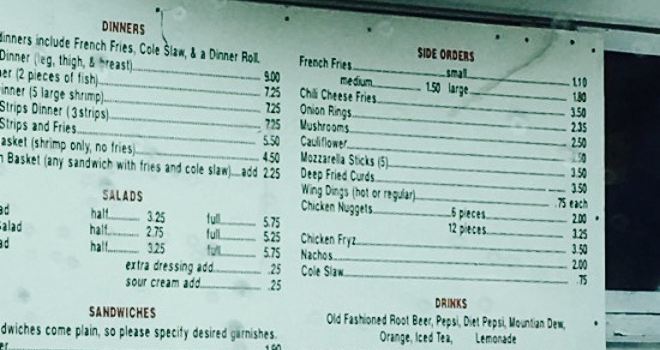 DINNERS
dinners include French Fries, Cole Slaw, & a Dinner Roll.
Dinner (leg, thigh, & breast) 9.00
(2 pieces of fish) 7.25
(5 large shrimp) 7.25
Strips Dinner (3 strips) 7.25
Strips and Fries 5.50
(shrimp only, no fries) 4.50
Basket (any sandwich with fries and cole slaw) add 2.25
SALADS
half 3.25 full 5.75
half 2.75 full 5.25
half 3.25 full 5.75
extra dressing add .25
sour cream add .25
SANDWICHES
come plain, so please specify desired garnishes.
1.90
SIDE ORDERS
French Fries small 1.10
medium 1.50 large 1.80
Chili Cheese Fries 3.50
Onion Rings 2.35
Mushrooms 2.50
Cauliflower
Mozzarella Sticks (5) 3.50
Deep Fried Curds 3.50
Wing Dings (hot or regular) .75 each
Chicken Nuggets 6 pieces 2.00
12 pieces 3.25
Chicken Fryz 3.50
Nachos 2.00
Cole Slaw .75
DRINKS
Old Fashioned Root Beer, Pepsi, Diet Pepsi, Mountian Dew,
Orange, Iced Tea, Lemonade